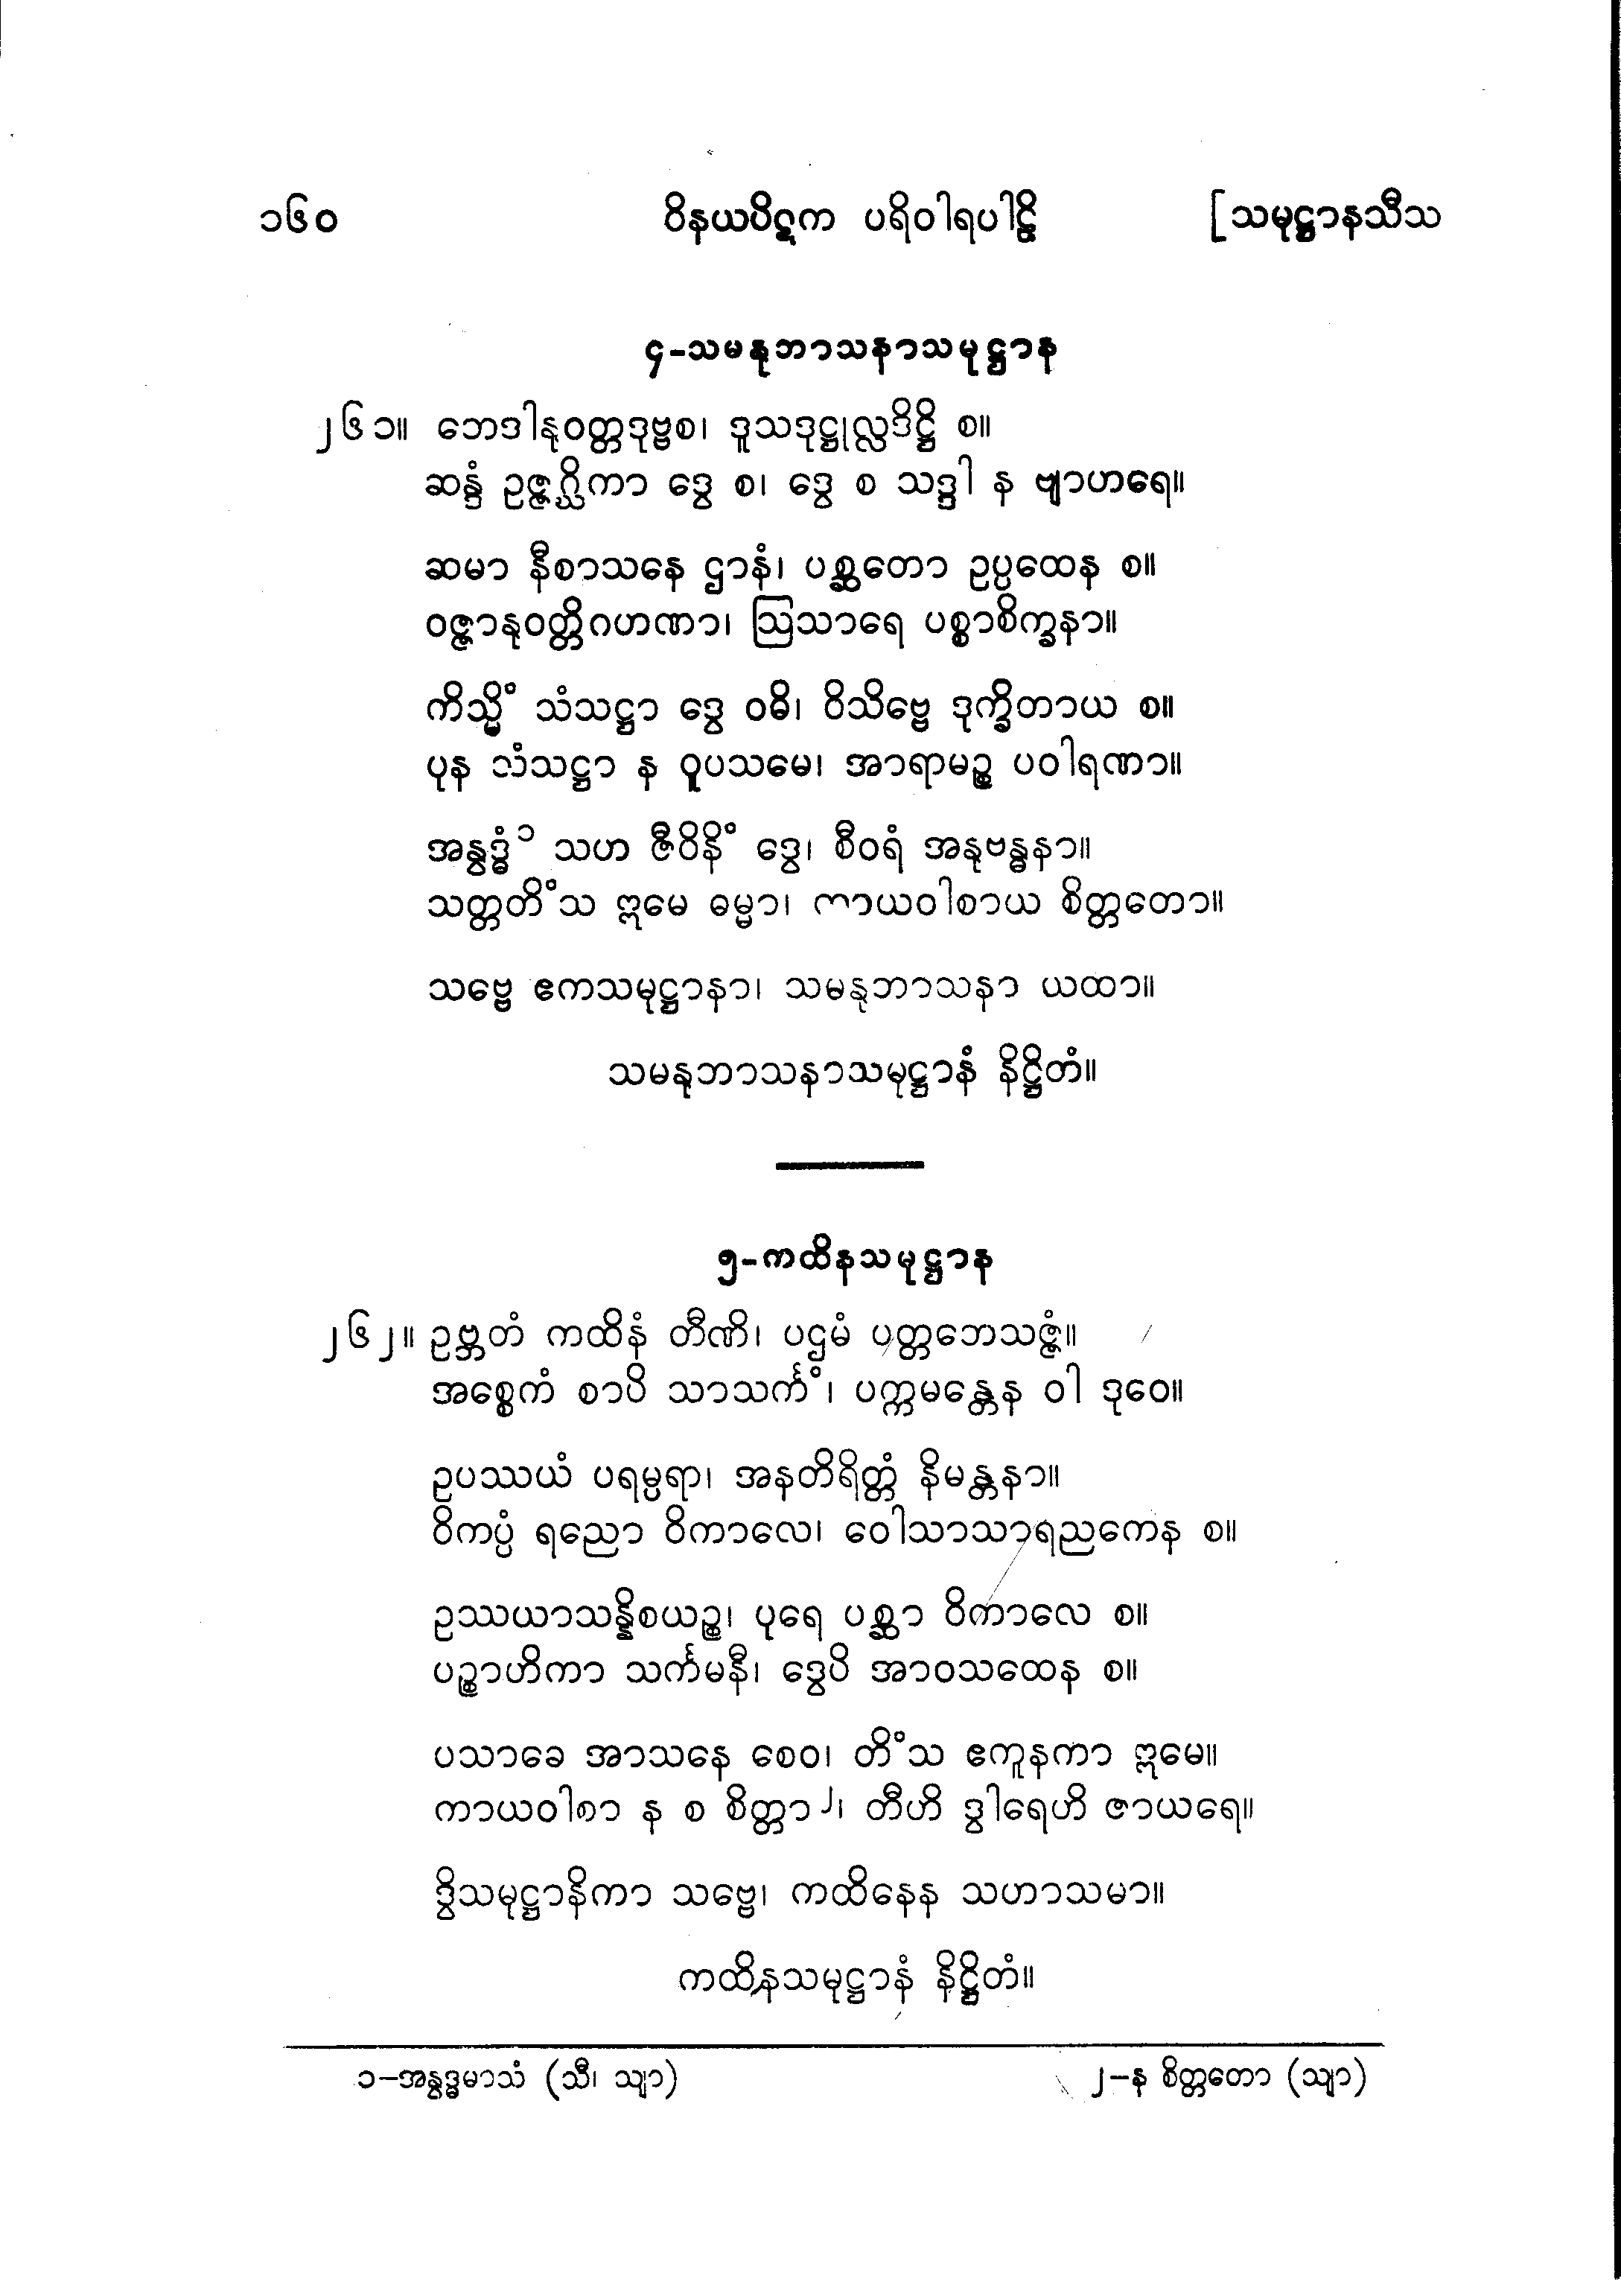 ၁၆၀ ဝိနယပိဋက ပရိဝါရပါဠိ [သမုဋ္ဌာနသီသ
၄-သမနုဘာသနာသမုဋ္ဌာန
၂၆၁။ ဘေဒါနုဝတ္တဒုဗ္ဗစ၊ ဒူသဒုဋ္ဌုလ္လဒိဋ္ဌိ စ။
ဆန္ဒံ ဥဇ္ဇဂ္ဃိကာ ဒွေ စ၊ ဒွေ စ သဒ္ဒါ န ဗျာဟရေ။
ဆမာ နီစာသနေ ဌာနံ၊ ပစ္ဆတော ဥပ္ပထေန စ။
ဝဇ္ဇာနုဝတ္တိဂဟဏာ၊ ဩသာရေ ပစ္စာစိက္ခနာ။
ကိသ္မိံ သံသဋ္ဌာ ဒွေ ဝဓိ၊ ဝိသိဗ္ဗေ ဒုက္ခိတာယ စ။
ပုန သံသဋ္ဌာ န ဝူပသမေ၊ အာရာမဉ္စ ပဝါရဏာ။
အန္វဒ္ဓံ၁ သဟ ဇီဝိနိံ ဒွေ၊ စီဝရံ အနုဗန္ဓနာ။
သတ္တတိံသ ဣမေ ဓမ္မာ၊ ကာယဝါစာယ စိတ္တတော။
သဗ္ဗေ ဧကသမုဋ္ဌာနာ၊ သမနုဘာသနာ ယထာ။
သမနုဘာသနာသမုဋ္ဌာနံ နိဋ္ဌိတံ။
၅-ကထိနသမုဋ္ဌာန
၂၆၂။ ဥဗ္ဘတံ ကထိနံ တီဏိ၊ ပဌမံ ပတ္တဘေသဇ္ဇံ။
အစ္စေကံ စာပိ သာသင်္ကံ၊ ပက္ကမန္တေန ဝါ ဒုဝေ။
ဥပဿယံ ပရမ္ပရာ၊ အနတိရိတ္တံ နိမန္တနာ။
ဝိကပ္ပံ ရညော ဝိကာလေ၊ ဝေါသာသာရညကေန စ။
ဥဿယာသန္နိစယဉ္စ၊ ပုရေ ပစ္ဆာ ဝိကာလေ စ။
ပဉ္စာဟိကာ သင်္ကမနီ၊ ဒွေပိ အာဝသထေန စ။
ပသာခေ အာသနေ စေဝ၊ တိံသ ဧကူနကာ ဣမေ။
ကာယဝါစာ န စ စိတ္တာ၂၊ တီဟိ ဒွါရေဟိ ဇာယရေ။
ဒွိသမုဋ္ဌာနိကာ သဗ္ဗေ၊ ကထိနေန သဟာသမာ။
ကထိနသမုဋ္ဌာနံ နိဋ္ဌိတံ။
၁-အန္વဒ္ဓမာသံ (သီ၊ သျာ) ၂-န စိတ္တတော (သျာ)